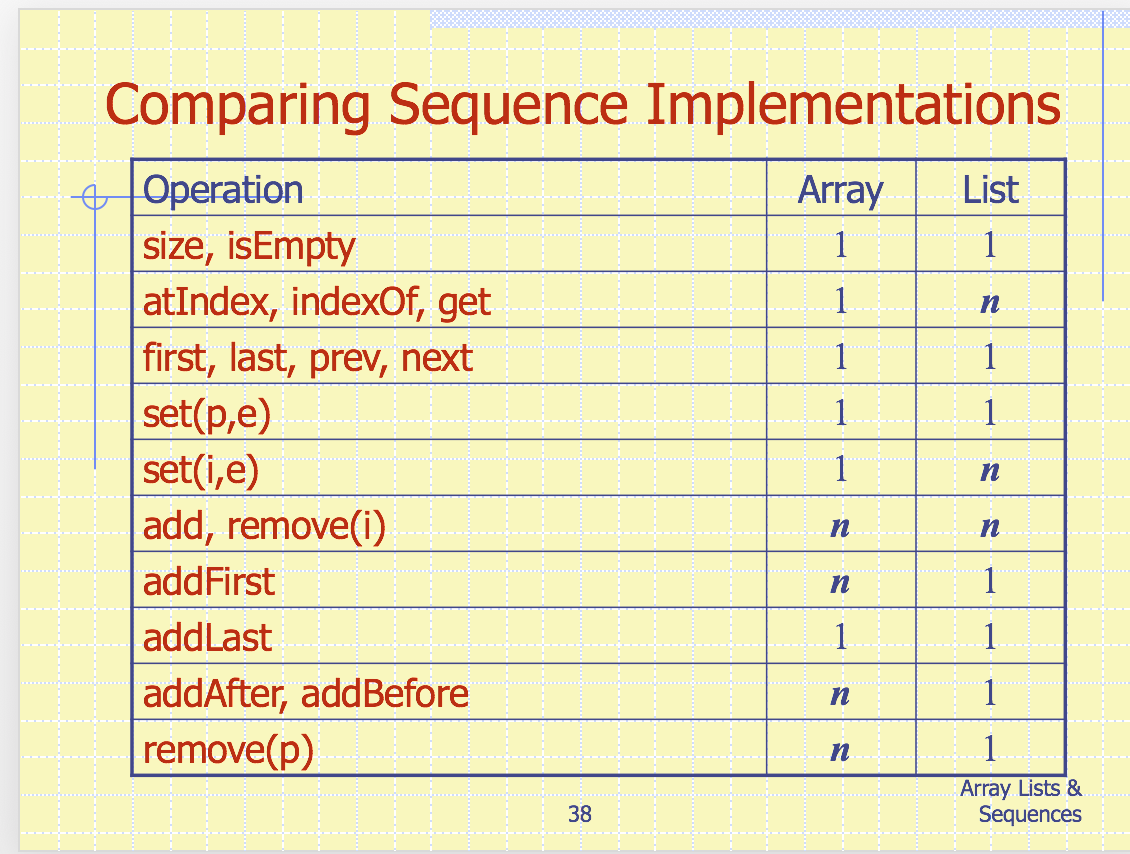 Comparing Sequence Implementations
Operation Array List
size, isEmpty 1 1
atIndex, indexOf, get 1 n
first, last, prev, next 1 1
set(p,e) 1 1
set(i,e) 1 n
add, remove(i) n n
addFirst n 1
addLast 1 1
addAfter, addBefore n 1
remove(p) n 1
Array Lists &
38 Sequences